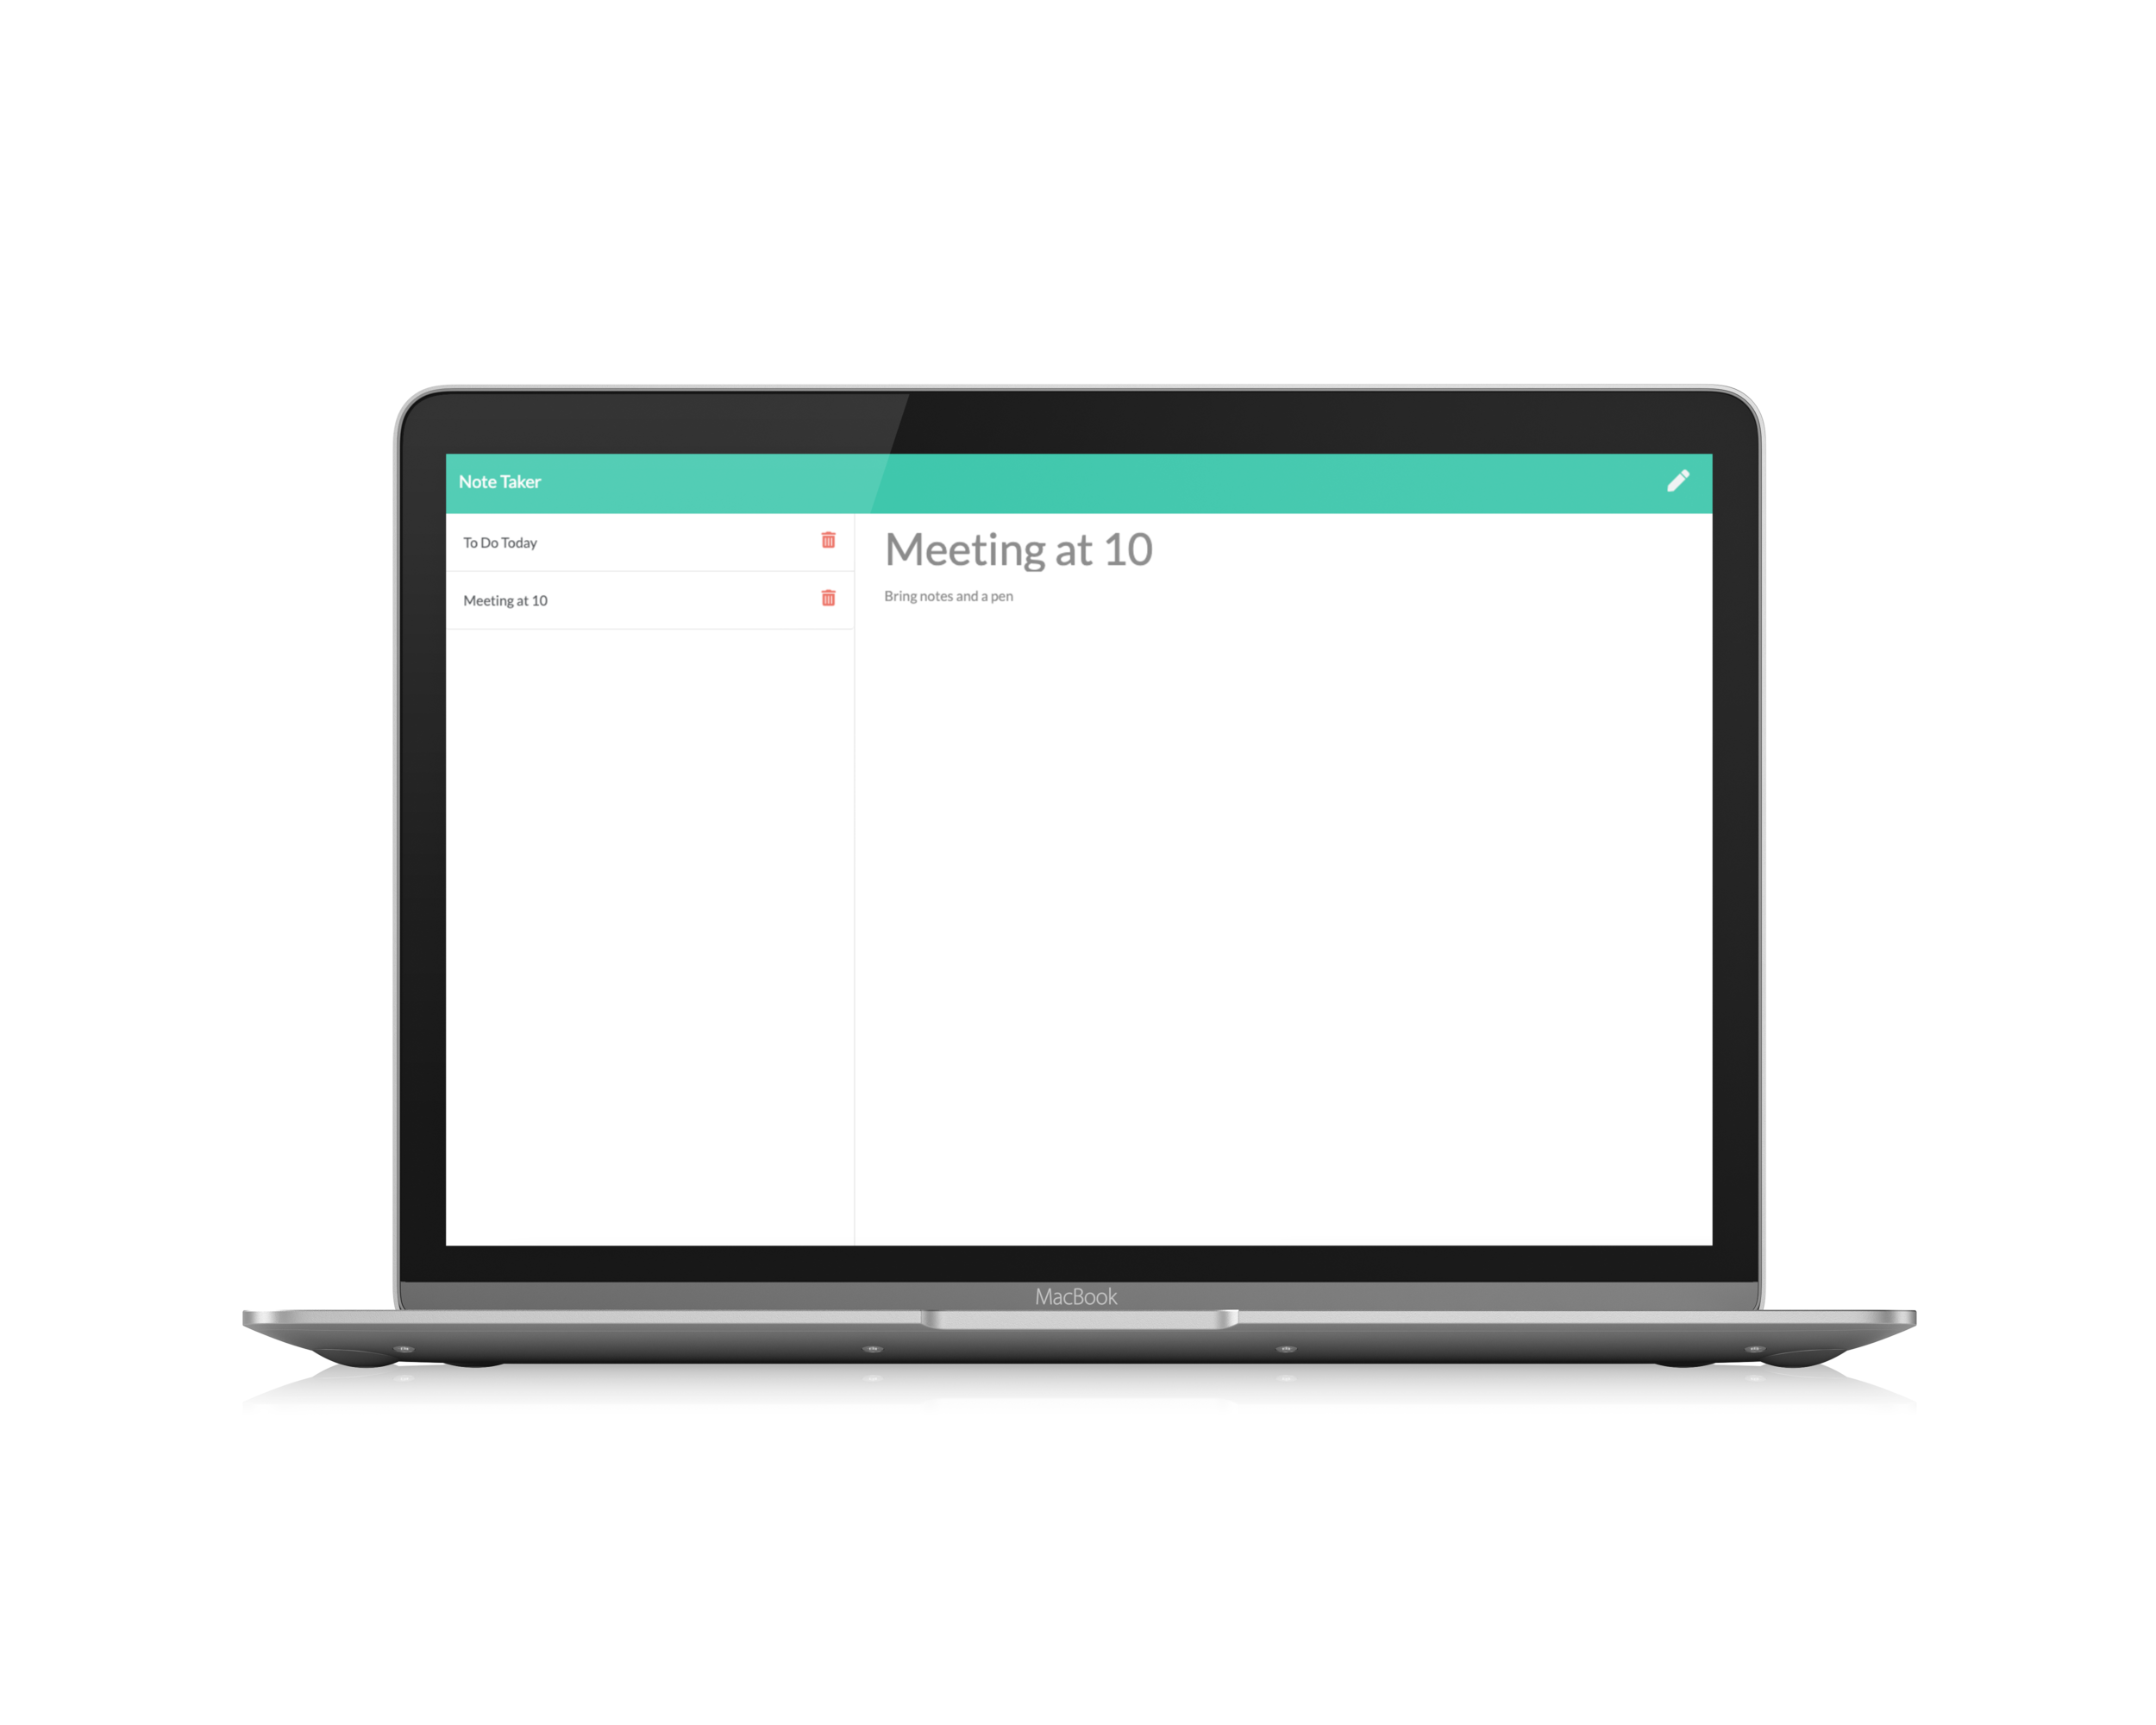 Note Taker
To Do Today
Meeting at 10
Meeting at 10
Bring notes and a pen
MacBook